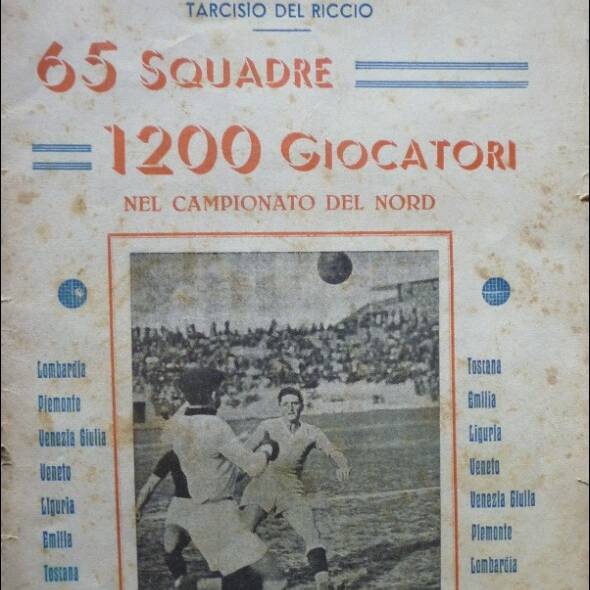 TARCISIO DEL RICCIO
65 SQUADRE
1200 GIOCATORI
NEL CAMPIONATO DEL NORD
Lombardia
Piemonte
Venezia Giulia
Veneto
Liguria
Emilia
Toscana
Toscana
Emilia
Liguria
Veneto
Venezia Giulia
Piemonte
Lombardia